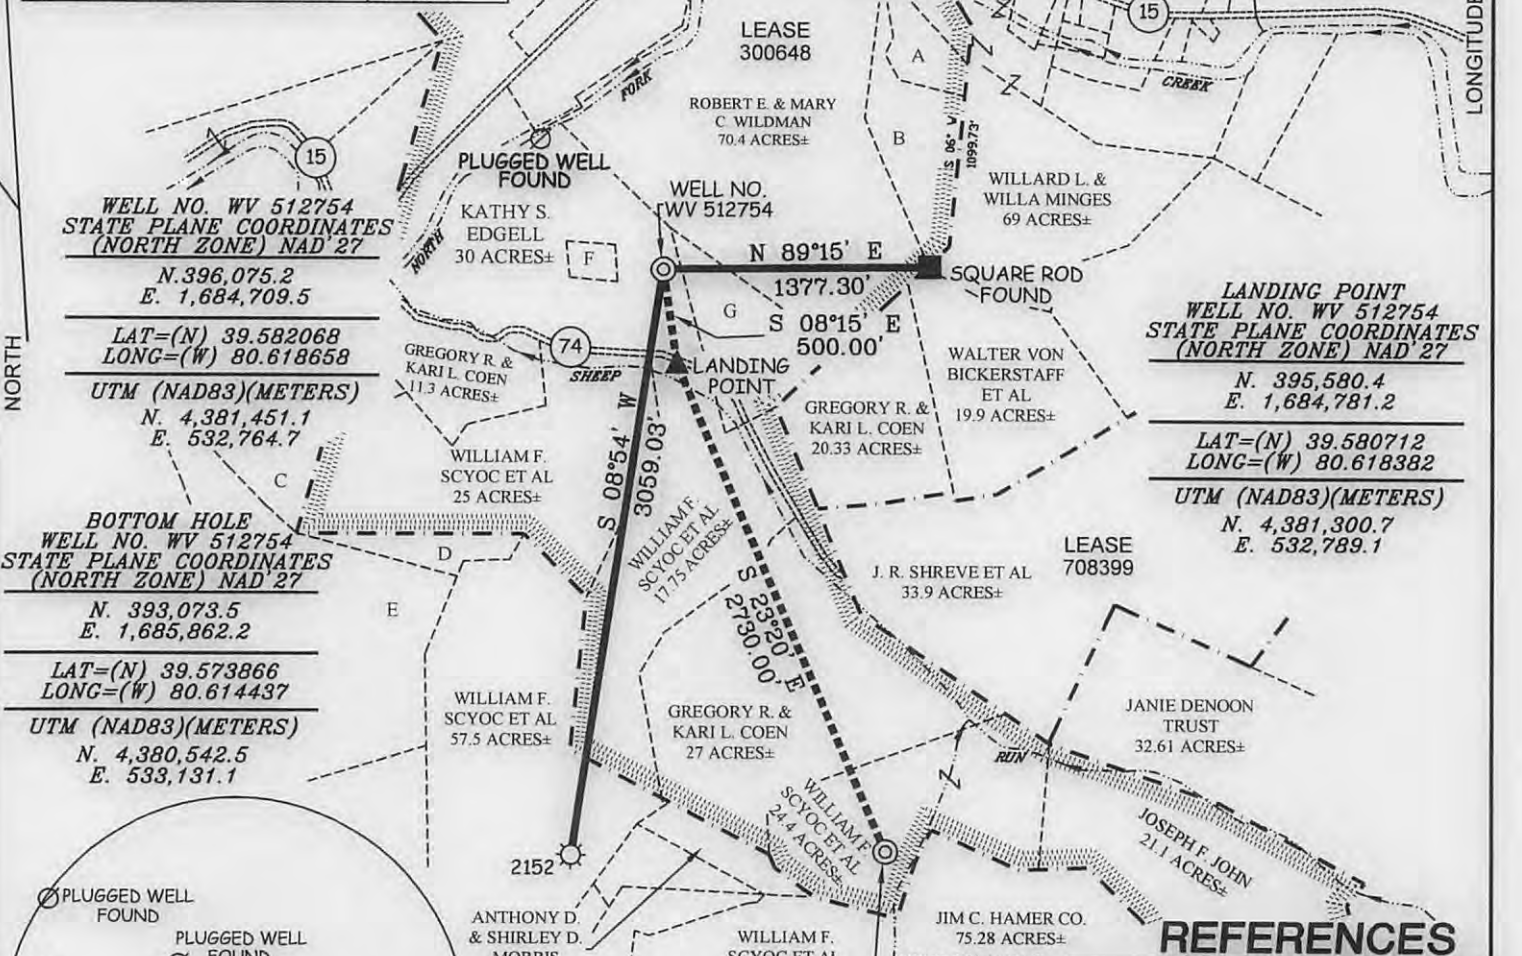 LEASE
300648
15
LONGITUDE
A
FORK
CREEK
ROBERT E. & MARY
C WILDMAN
70.4 ACRES±
B
S 06° W
1099.73'
15
PLUGGED WELL
FOUND
WELL NO.
WV 512754
WILLARD L. &
WILLA MINGES
69 ACRES±
WELL NO. WV 512754
STATE PLANE COORDINATES
(NORTH ZONE) NAD'27
N.396,075.2
E. 1,684,709.5
LAT=(N) 39.582068
LONG=(W) 80.618658
UTM (NAD83)(METERS)
N. 4,381,451.1
E. 532,764.7
NORTH
KATHY S.
EDGELL
30 ACRES±
F
NORTH
N 89°15' E
1377.30'
SQUARE ROD
FOUND
G
S 08°15' E
500.00'
LANDING POINT
WELL NO. WV 512754
STATE PLANE COORDINATES
(NORTH ZONE) NAD'27
N. 395,580.4
E. 1,684,781.2
LAT=(N) 39.580712
LONG=(W) 80.618382
UTM (NAD83)(METERS)
N. 4,381,300.7
E. 532,789.1
74
SHEEP
GREGORY R. &
KARI L. COEN
11.3 ACRES±
LANDING
POINT
WALTER VON
BICKERSTAFF
ET AL
19.9 ACRES±
GREGORY R. &
KARI L. COEN
20.33 ACRES±
S 08°54' W
3059.03'
WILLIAM F.
SCYOC ET AL
25 ACRES±
C
WILLIAM F.
SCYOC ET AL
17.75 ACRES±
BOTTOM HOLE
WELL NO. WV 512754
STATE PLANE COORDINATES
(NORTH ZONE) NAD'27
N. 393,073.5
E. 1,685,862.2
LAT=(N) 39.573866
LONG=(W) 80.614437
UTM (NAD83)(METERS)
N. 4,380,542.5
E. 533,131.1
D
E
LEASE
708399
J. R. SHREVE ET AL
33.9 ACRES±
S 23°20' E
2730.00'
WILLIAM F.
SCYOC ET AL
57.5 ACRES±
GREGORY R. &
KARI L. COEN
27 ACRES±
JANIE DENOON
TRUST
32.61 ACRES±
RUN
WILLIAM F.
SCYOC ET AL
24.4 ACRES±
JOSEPH F. JOHN
21.1 ACRES±
2152
PLUGGED WELL
FOUND
PLUGGED WELL
FOUND
ANTHONY D.
& SHIRLEY D.
MORRIS
WILLIAM F.
SCYOC ET AL
JIM C. HAMER CO.
75.28 ACRES±
REFERENCES